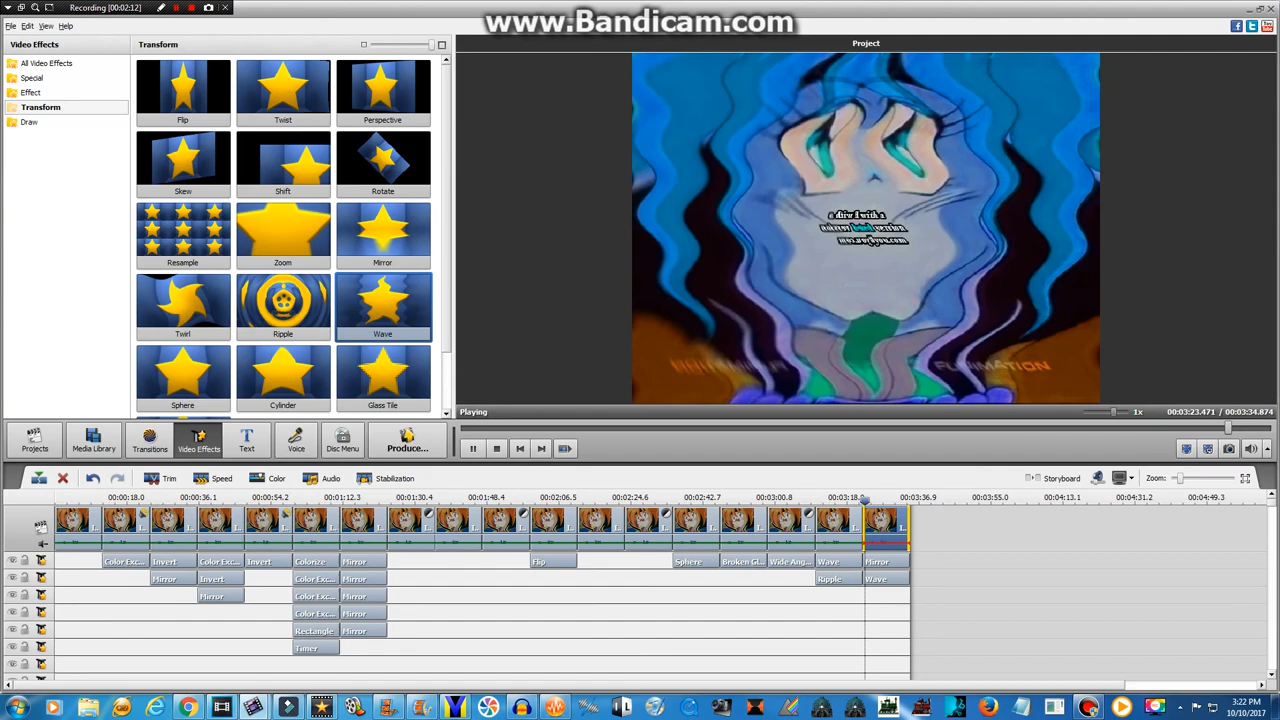 Recording [00:02:12]
www.Bandicam.com
File Edit View Help
Video Effects
Transform
Project
All Video Effects
Special
Effect
Transform
Draw
Flip Twist Perspective
Skew Shift Rotate
Resample Zoom Mirror
Twirl Ripple Wave
Sphere Cylinder Glass Tile
FUNIMATION
Playing
1x
00:03:23.471 / 00:03:34.874
Projects Media Library Transitions Video Effects Text Voice Disc Menu Produce...
Trim Speed Color Audio Stabilization
Storyboard
Zoom:
00:00:18.0 00:00:36.1 00:00:54.2 00:01:12.3 00:01:30.4 00:01:48.4 00:02:06.5 00:02:24.6 00:02:42.7 00:03:00.8 00:03:18.0 00:03:36.9 00:03:55.0 00:04:13.1 00:04:31.2 00:04:49.3
Color Exc... Invert Color Exc... Invert Colorize Mirror Flip Sphere Broken Gl... Wide Ang... Wave Mirror
Mirror Invert Color Exc... Mirror Ripple Wave
Mirror Color Exc... Mirror
Color Exc... Mirror
Rectangle Mirror
Timer
3:22 PM
10/10/2017